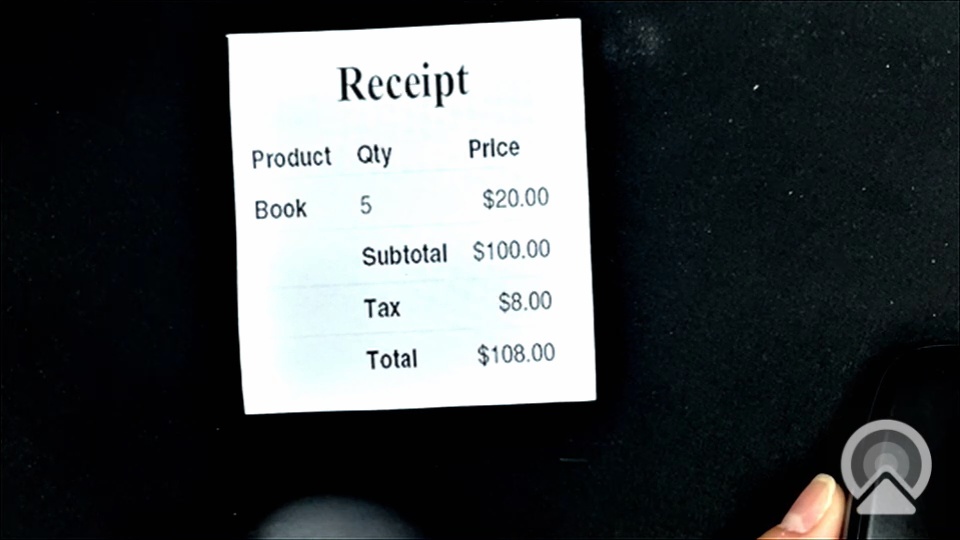 Receipt
Product Qty Price
Book 5 $20.00
Subtotal $100.00
Tax $8.00
Total $108.00